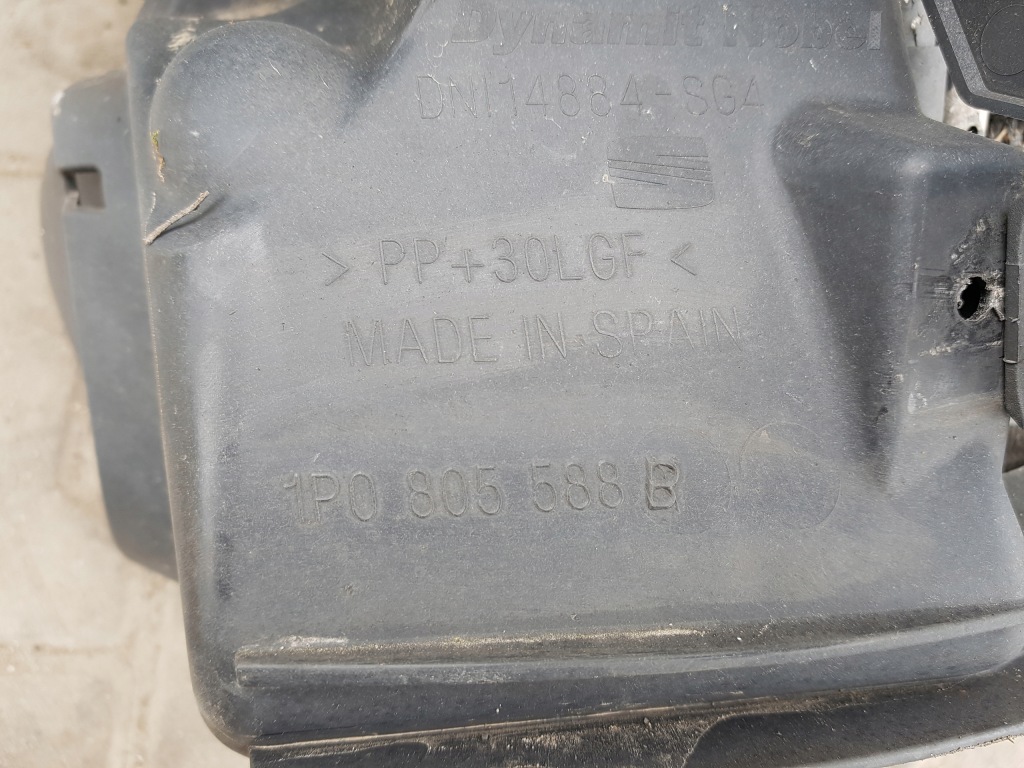 Dynamit Nobel
DN114884-SGA
> PP+30LGF <
MADE IN SPAIN
1P0 805 588 B